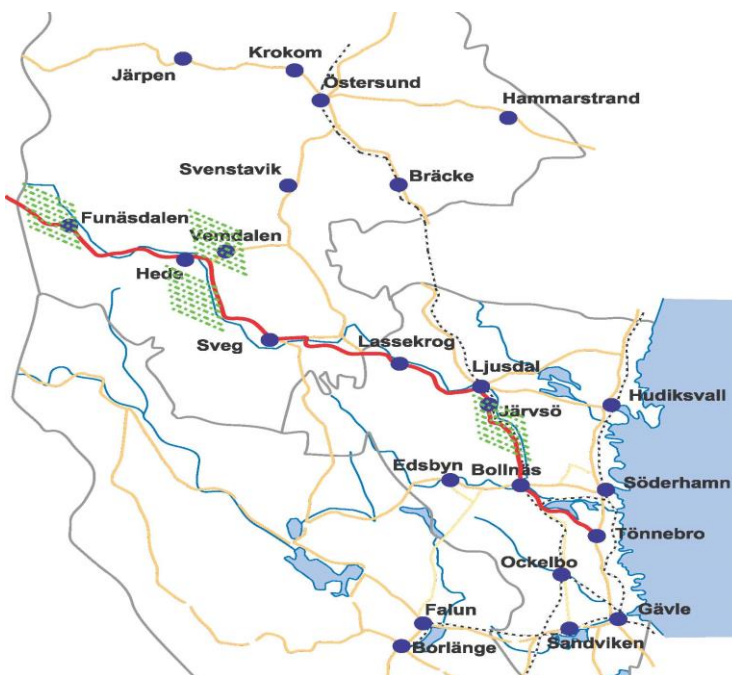 Krokom
Järpen
Östersund
Hammarstrand
Svenstavik
Bräcke
Funäsdalen
Vemdalen
Hede
Sveg
Lassekrog
Ljusdal
Hudiksvall
Järvsö
Edsbyn
Bollnäs
Söderhamn
Tönnebro
Ockelbo
Falun
Gävle
Sandviken
Borlänge